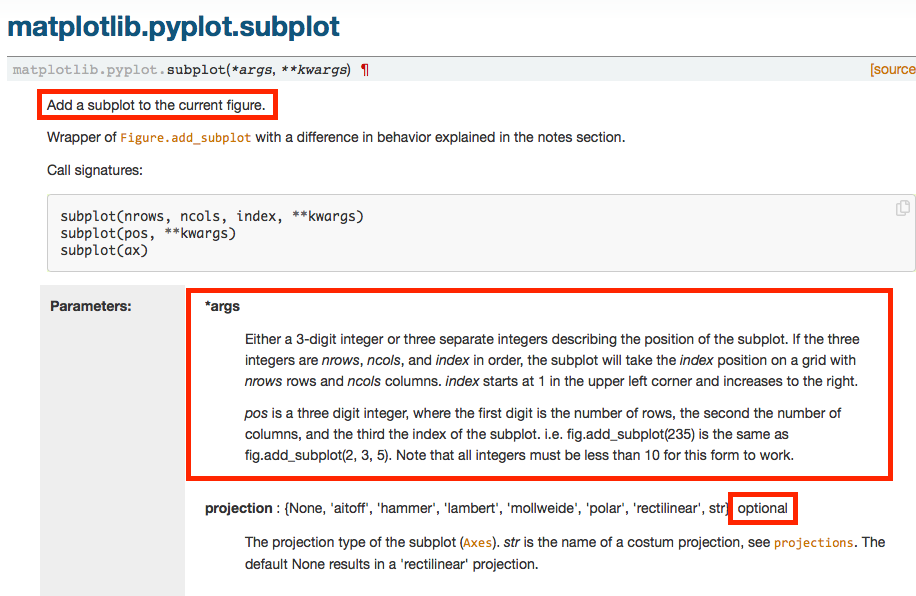 matplotlib.pyplot.subplot
matplotlib.pyplot.subplot(*args, **kwargs) ¶ [source
Add a subplot to the current figure.
Wrapper of Figure.add_subplot with a difference in behavior explained in the notes section.
Call signatures:
subplot(nrows, ncols, index, **kwargs)
subplot(pos, **kwargs)
subplot(ax)
Parameters:
*args
Either a 3-digit integer or three separate integers describing the position of the subplot. If the three
integers are nrows, ncols, and index in order, the subplot will take the index position on a grid with
nrows rows and ncols columns. index starts at 1 in the upper left corner and increases to the right.
pos is a three digit integer, where the first digit is the number of rows, the second the number of
columns, and the third the index of the subplot. i.e. fig.add_subplot(235) is the same as
fig.add_subplot(2, 3, 5). Note that all integers must be less than 10 for this form to work.
projection : {None, 'aitoff', 'hammer', 'lambert', 'mollweide', 'polar', 'rectilinear', str} optional
The projection type of the subplot (Axes). str is the name of a costum projection, see projections. The
default None results in a 'rectilinear' projection.